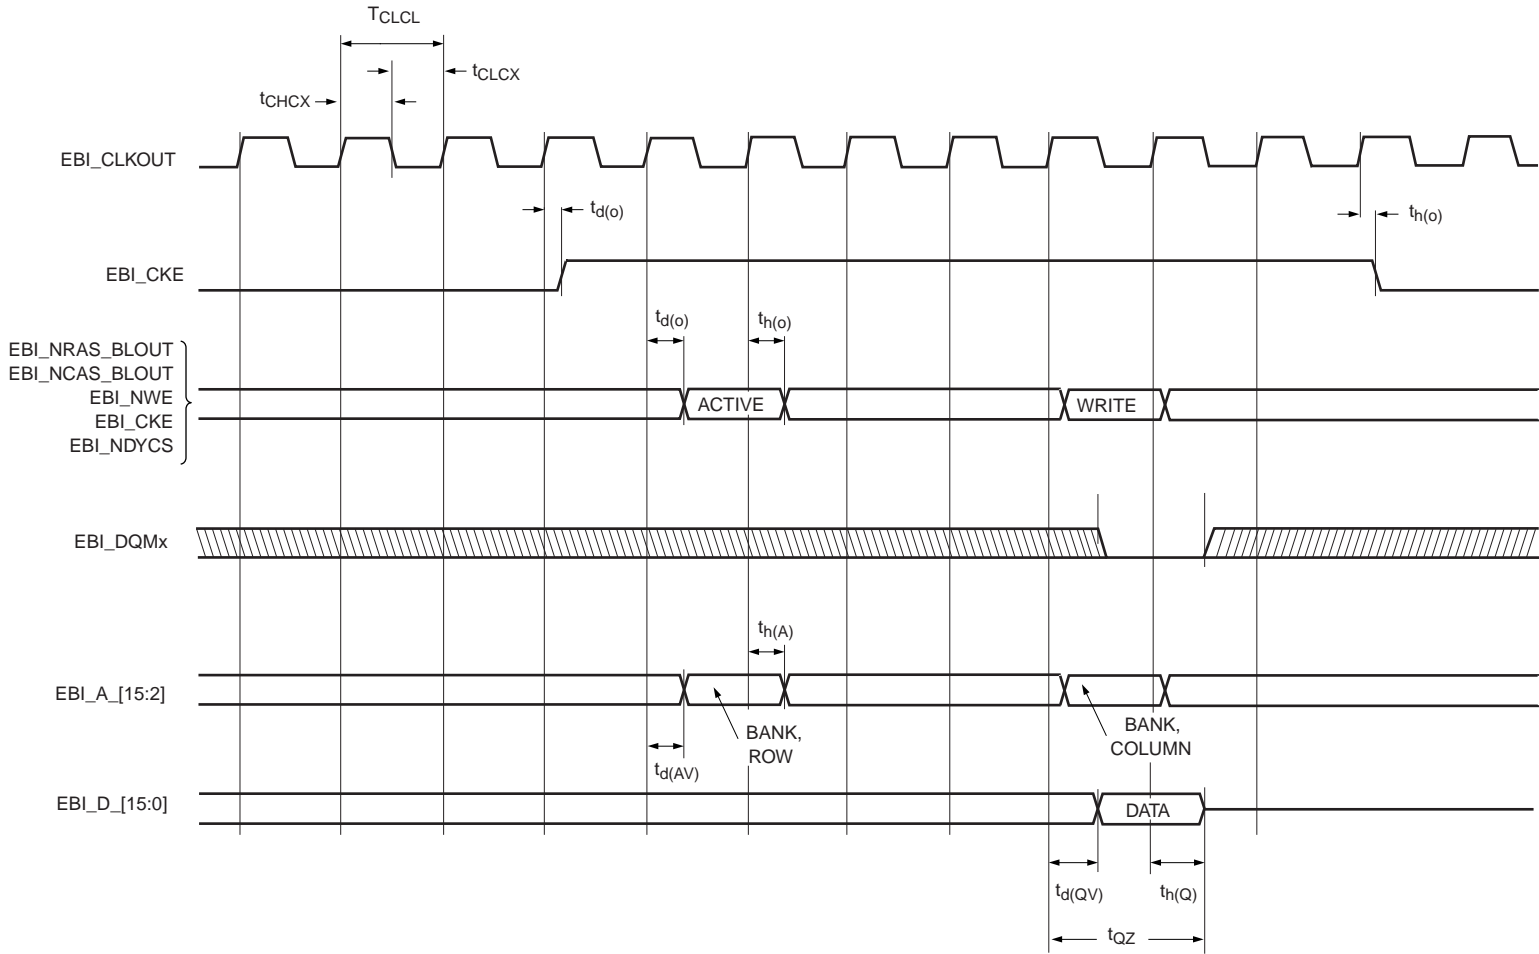 TCLCL
tCLCX
tCHCX
EBI_CLKOUT
td(o)
th(o)
EBI_CKE
td(o) th(o)
EBI_NRAS_BLOUT
EBI_NCAS_BLOUT
EBI_NWE
EBI_CKE
EBI_NDYCS
ACTIVE WRITE
EBI_DQMx
th(A)
EBI_A_[15:2]
BANK,
ROW
BANK,
COLUMN
td(AV)
EBI_D_[15:0]
DATA
td(QV) th(Q)
tQZ